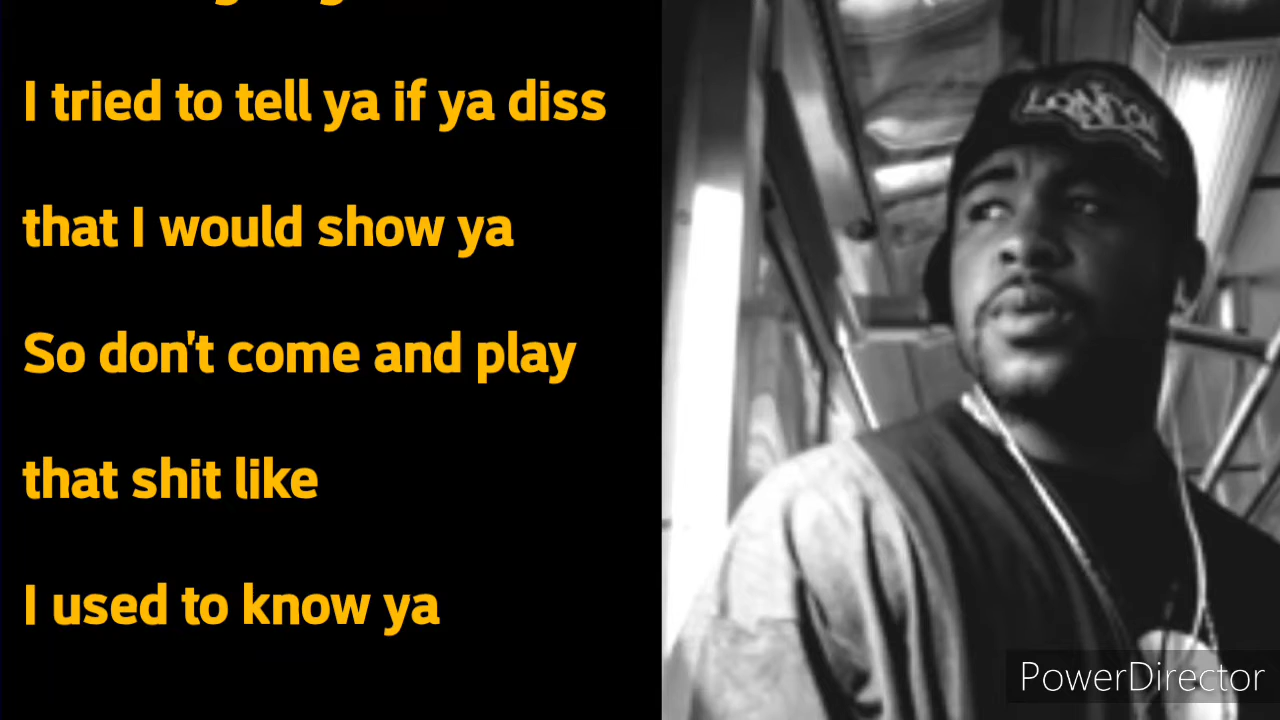 I tried to tell ya if ya diss
that I would show ya
So don't come and play
that shit like
I used to know ya
LONDON
PowerDirector